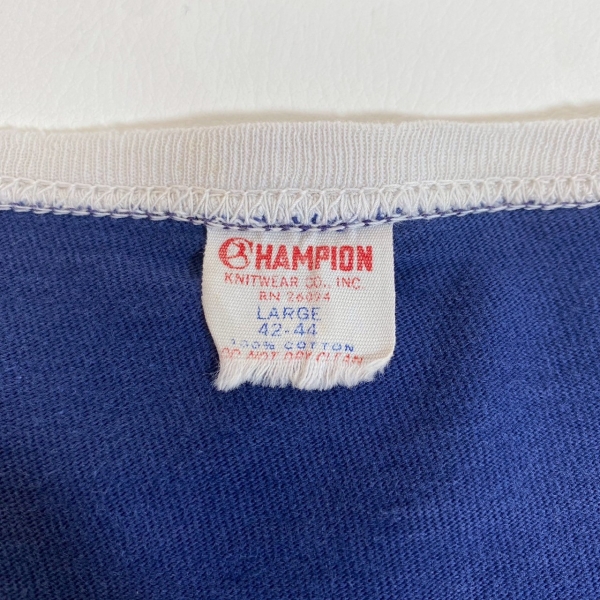 CHAMPION
KNITWEAR CO., INC.
RN 26094
LARGE
42-44
100% COTTON
DO NOT DRY CLEAN